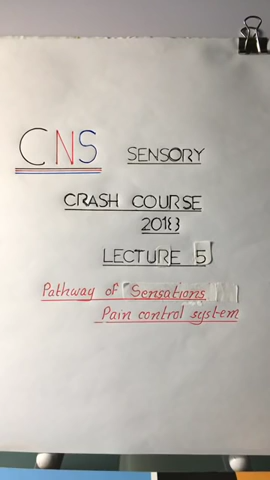 CNS SENSORY
CRASH COURSE
2018
LECTURE 5
Pathway of Sensations
Pain control system